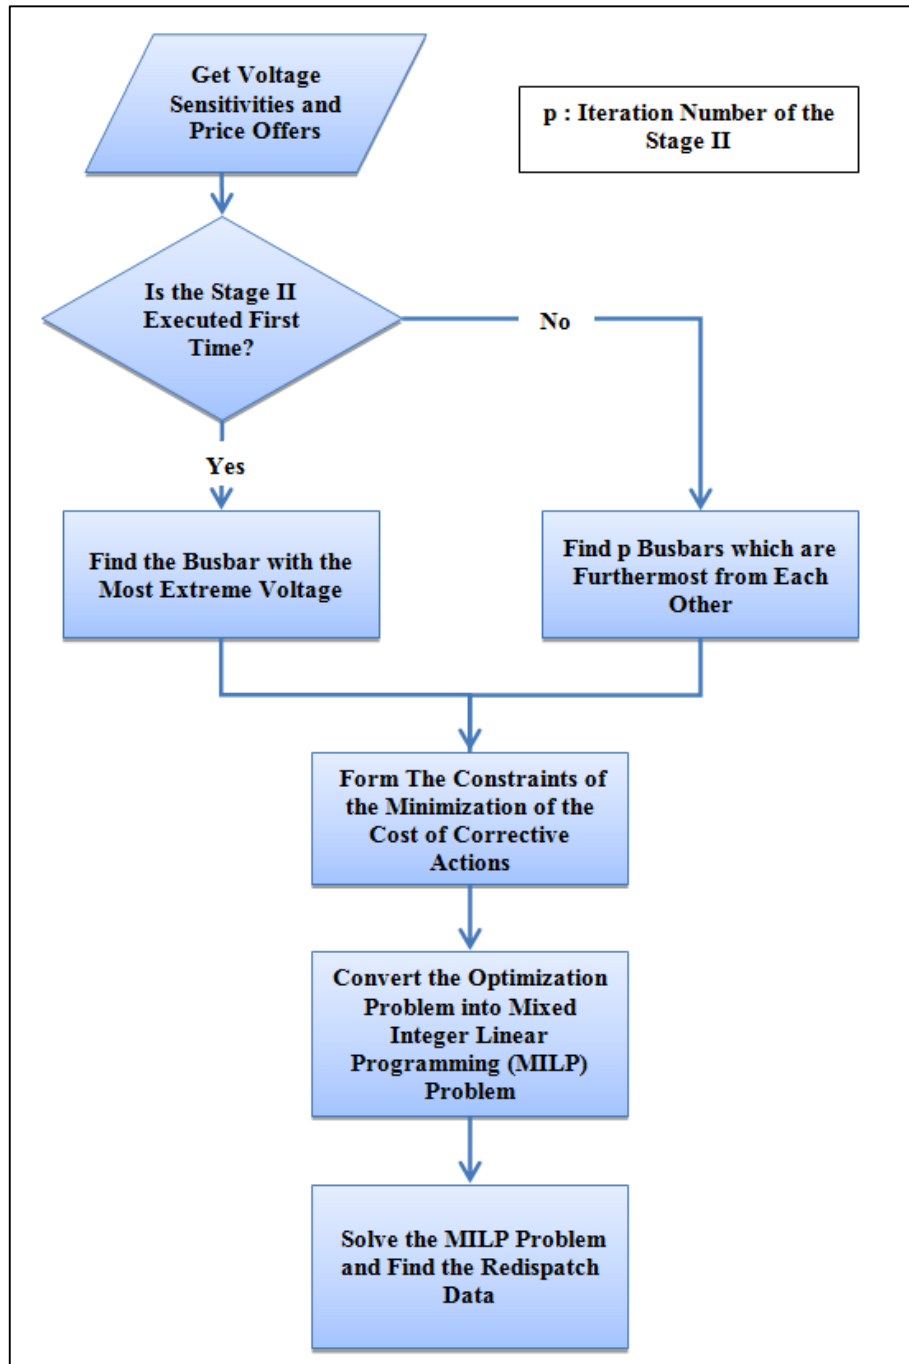 Get Voltage
Sensitivities and
Price Offers
p : Iteration Number of the
Stage II
Is the Stage II
Executed First
Time?
No
Yes
Find the Busbar with the
Most Extreme Voltage
Find p Busbars which are
Furthermost from Each
Other
Form The Constraints of
the Minimization of the
Cost of Corrective
Actions
Convert the Optimization
Problem into Mixed
Integer Linear
Programming (MILP)
Problem
Solve the MILP Problem
and Find the Redispatch
Data